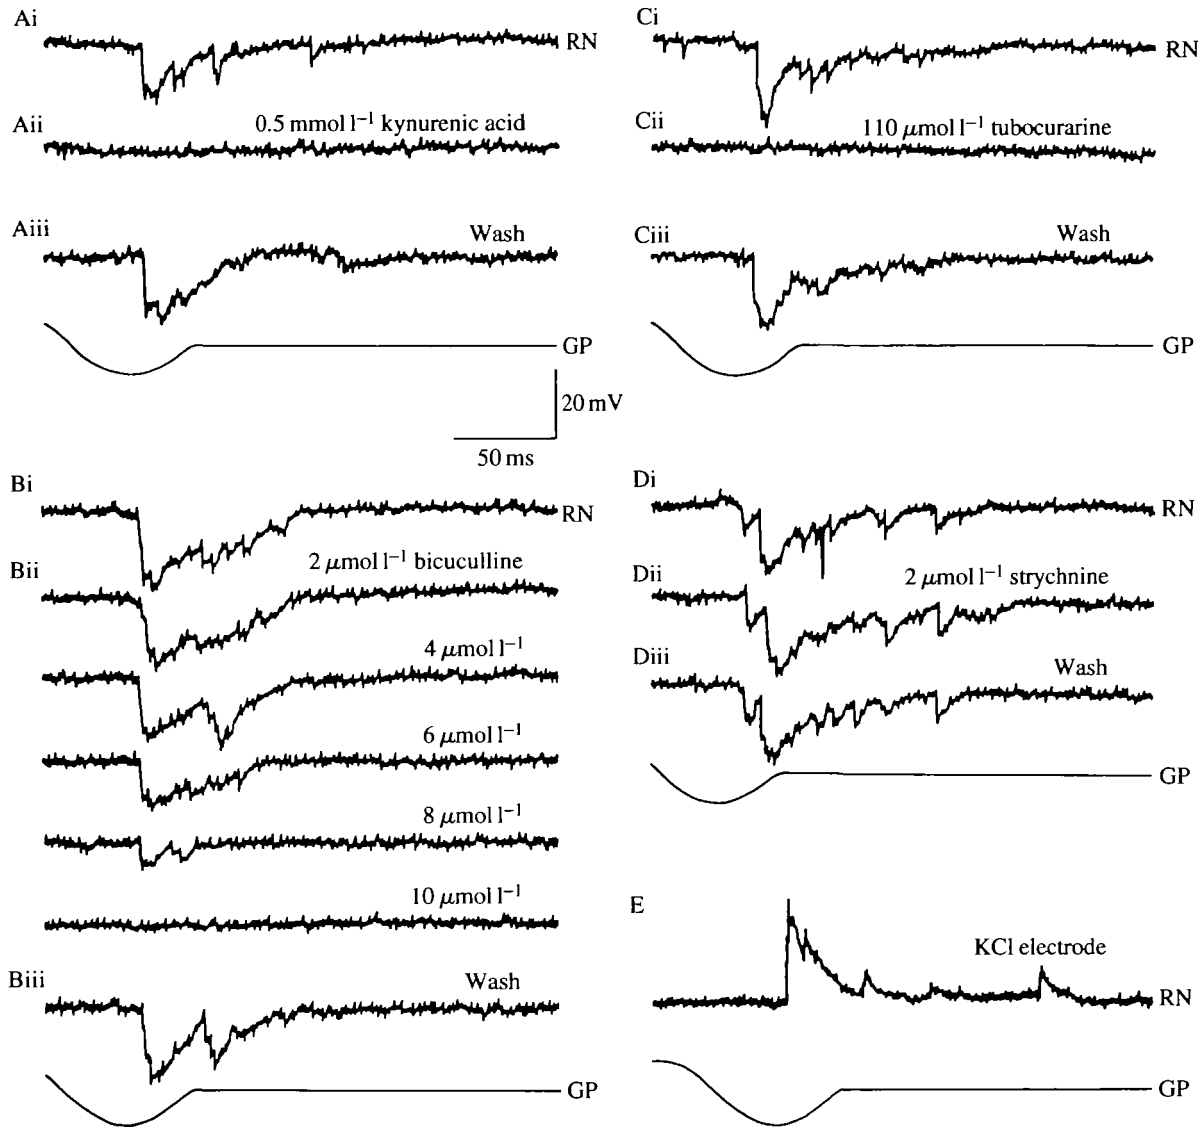 Ai
RN
Aii
0.5 mmol l⁻¹ kynurenic acid
Aiii
Wash
GP
20 mV
50 ms
Ci
RN
Cii
110 μmol l⁻¹ tubocurarine
Ciii
Wash
GP
Bi
RN
Bii
2 μmol l⁻¹ bicuculline
4 μmol l⁻¹
6 μmol l⁻¹
8 μmol l⁻¹
10 μmol l⁻¹
Biii
Wash
GP
Di
RN
Dii
2 μmol l⁻¹ strychnine
Diii
Wash
GP
E
KCl electrode
RN
GP